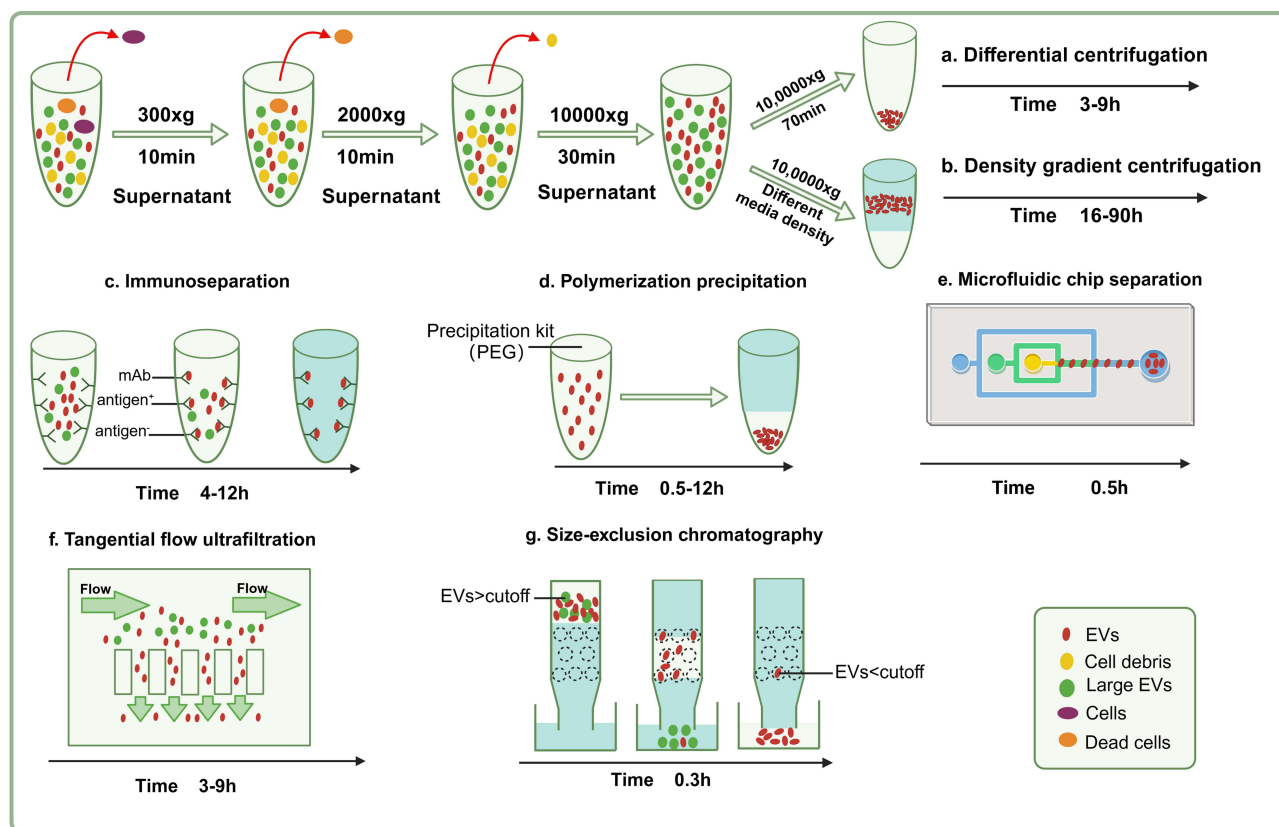 300xg
10min
Supernatant
2000xg
10min
Supernatant
10000xg
30min
Supernatant
10,0000xg
70min
10,0000xg
Different
media density
a. Differential centrifugation
Time 3-9h
b. Density gradient centrifugation
Time 16-90h
c. Immunoseparation
mAb
antigen⁺
antigen⁻
Time 4-12h
d. Polymerization precipitation
Precipitation kit
(PEG)
Time 0.5-12h
e. Microfluidic chip separation
Time 0.5h
f. Tangential flow ultrafiltration
Flow
Flow
Time 3-9h
g. Size-exclusion chromatography
EVs>cutoff
EVs<cutoff
Time 0.3h
EVs
Cell debris
Large EVs
Cells
Dead cells